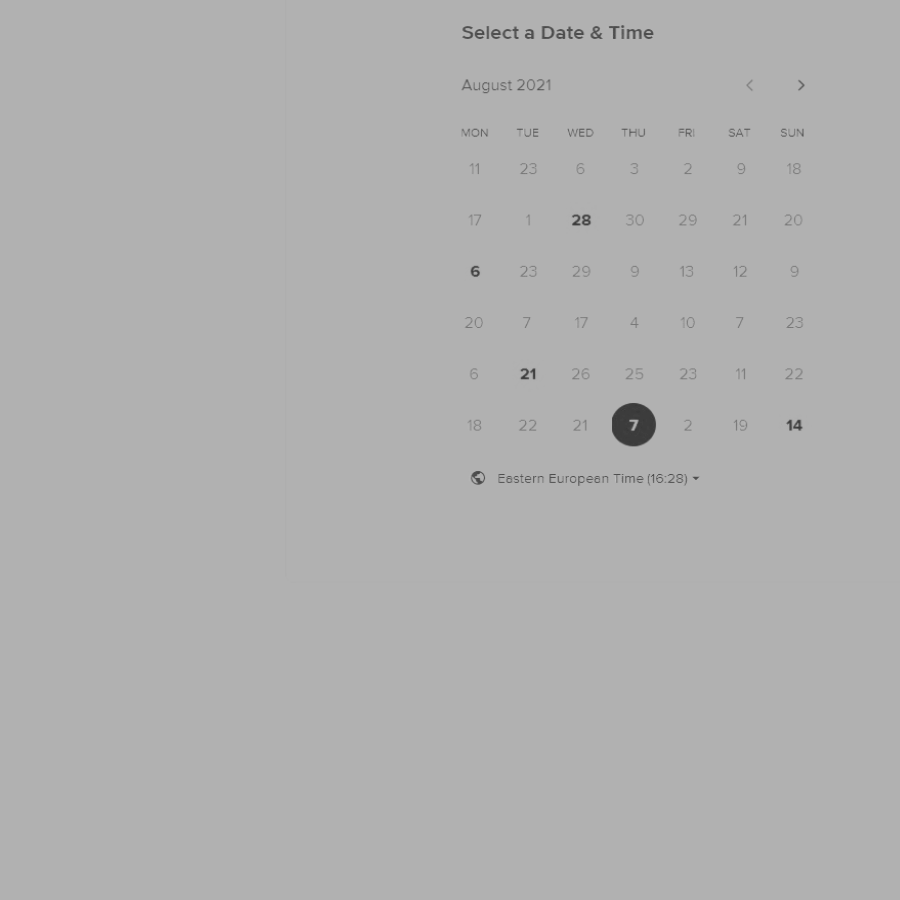 Select a Date & Time
August 2021
MON TUE WED THU FRI SAT SUN
11 23 6 3 2 9 18
17 1 28 30 29 21 20
6 23 29 9 13 12 9
20 7 17 4 10 7 23
6 21 26 25 23 11 22
18 22 21 7 2 19 14
Eastern European Time (16:28)